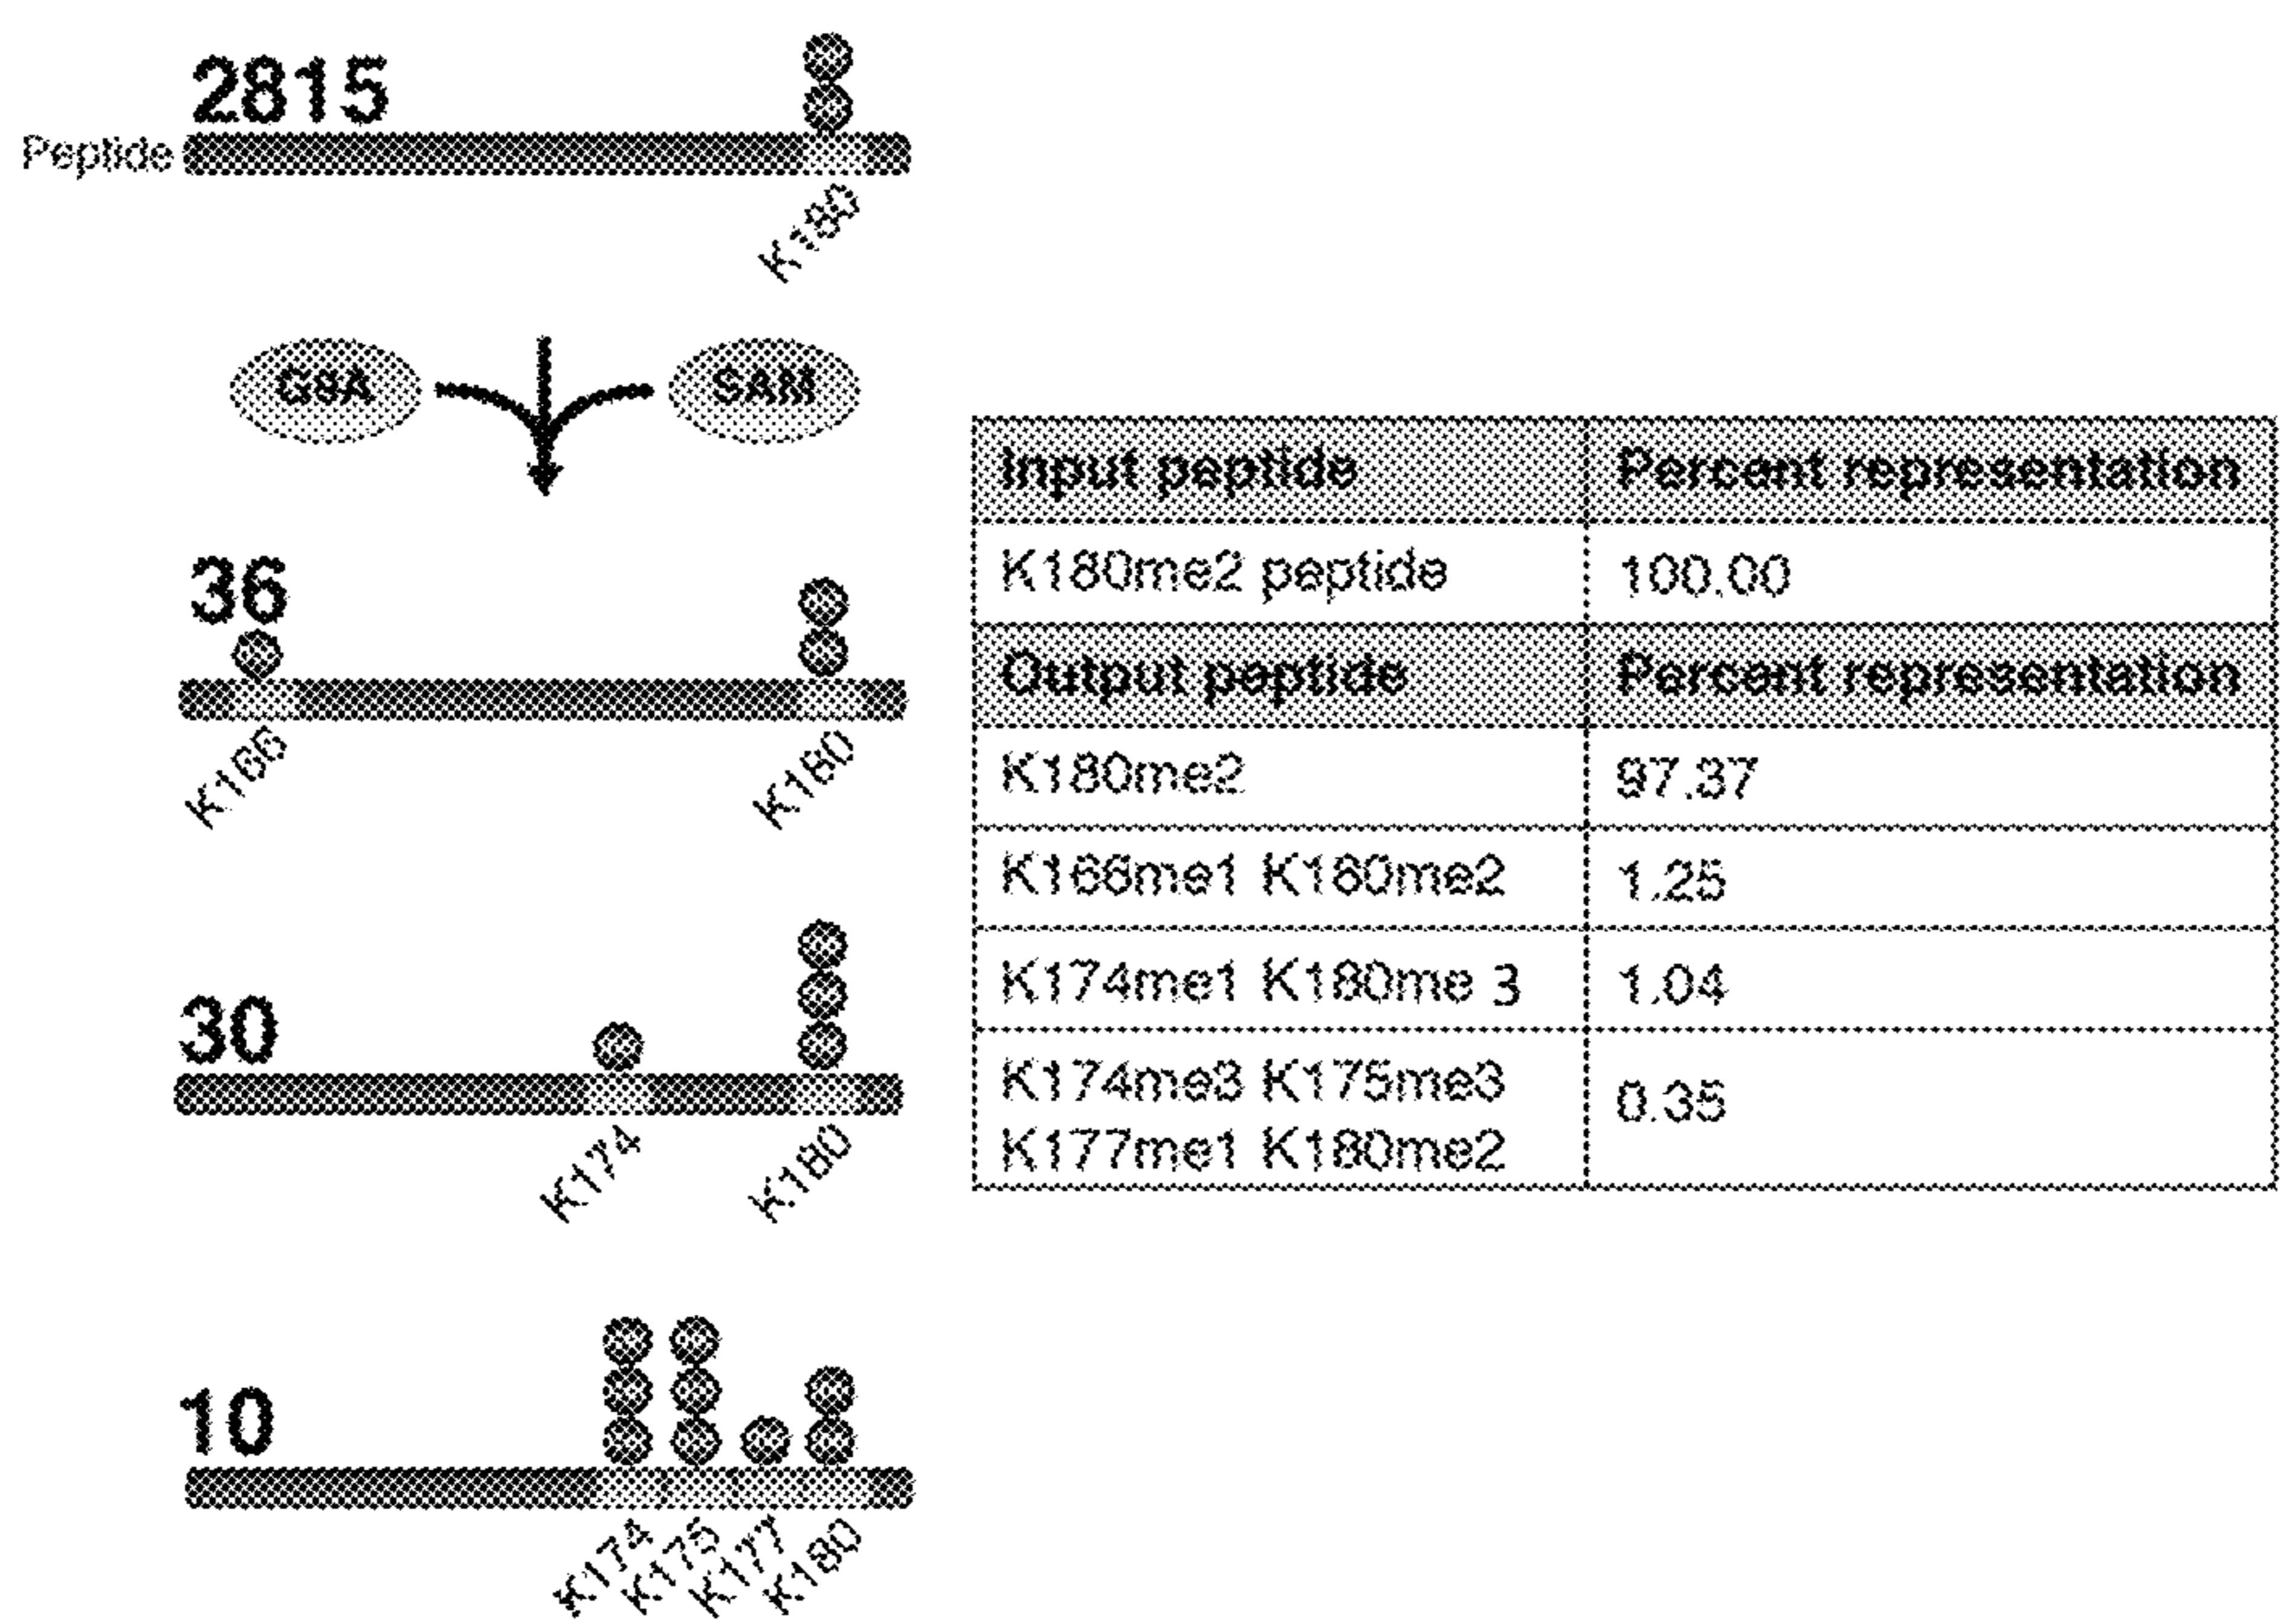 2815
Peptide
K180
G9A
SAM
36
K166
K180
30
K174
K180
10
K174
K175
K177
K180
Input peptide
Percent representation
K180me2 peptide
100.00
Output peptide
Percent representation
K180me2
97.37
K166me1 K180me2
1.25
K174me1 K180me 3
1.04
K174me3 K175me3
K177me1 K180me2
0.35